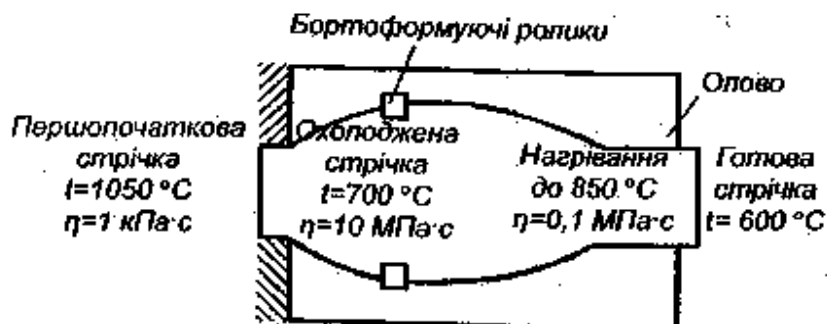 Бортоформуючі ролики
Олово
Першопочаткова
стрічка
t=1050 °C
η=1 кПа·с
Охолоджена
стрічка
t=700 °C
η=10 МПа·с
Нагрівання
до 850 °C
η=0,1 МПа·с
Готова
стрічка
t= 600 °C